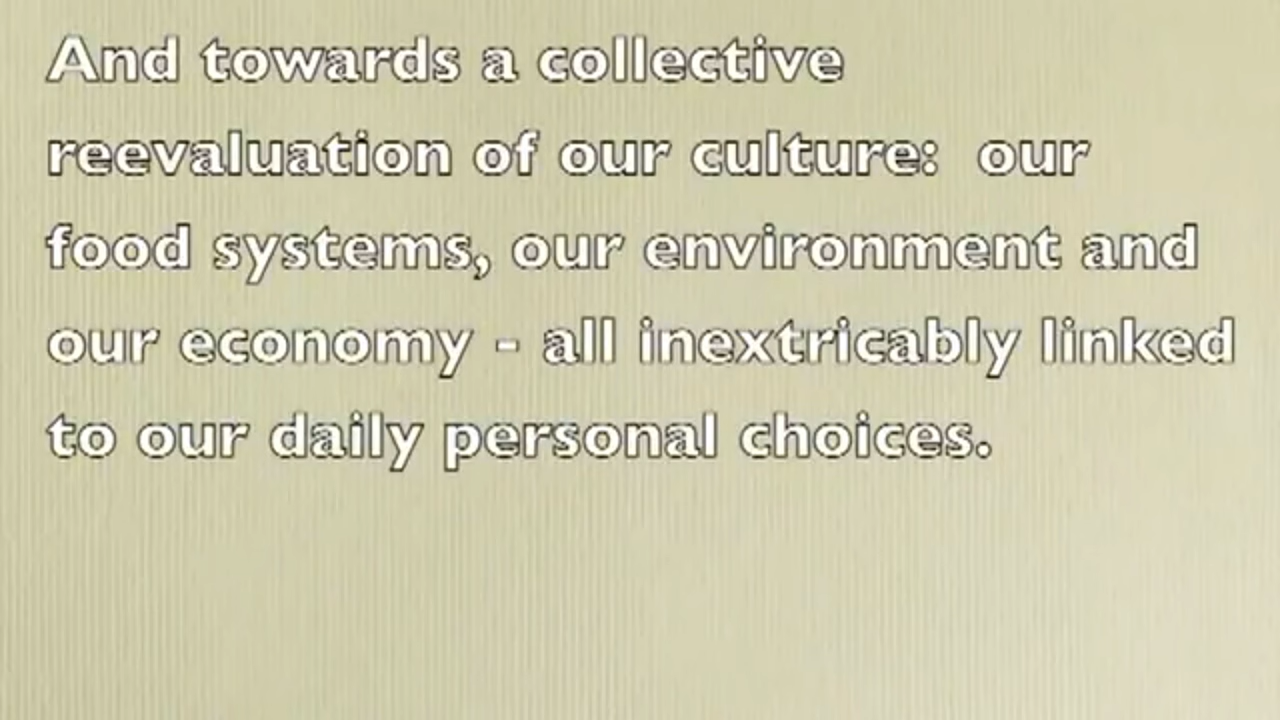 And towards a collective
reevaluation of our culture:  our
food systems, our environment and
our economy - all inextricably linked
to our daily personal choices.